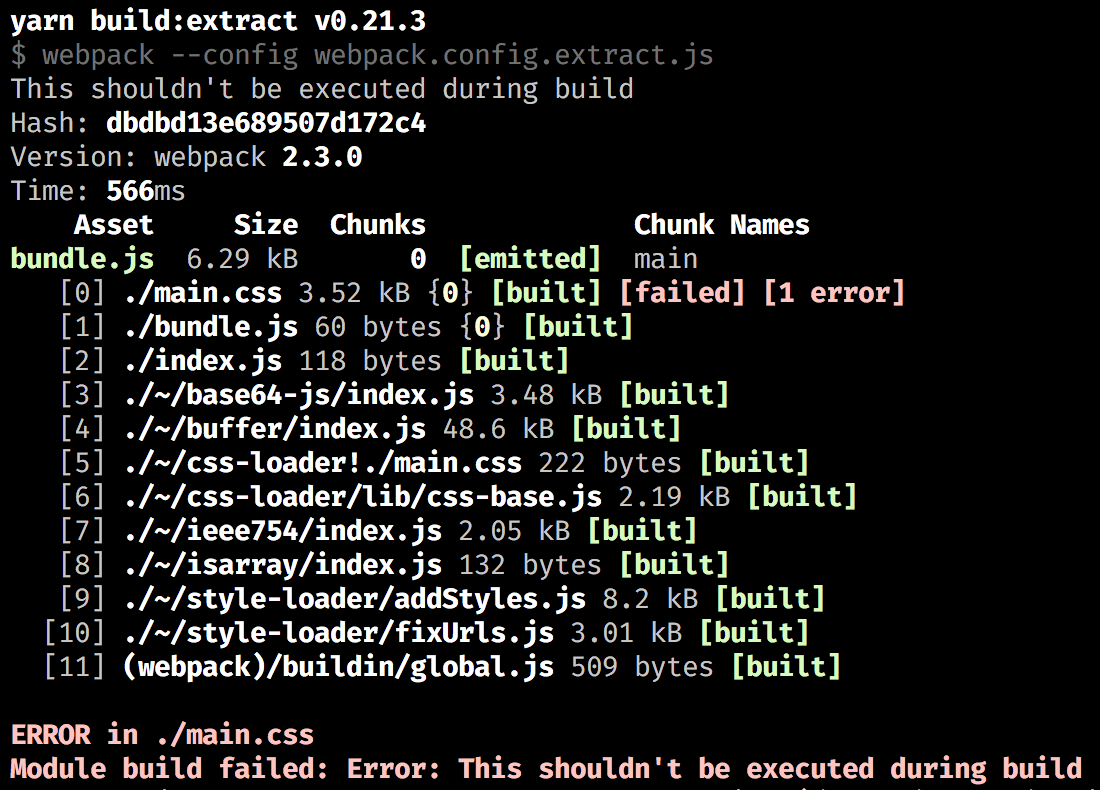 yarn build:extract v0.21.3
$ webpack --config webpack.config.extract.js
This shouldn't be executed during build
Hash: dbdbd13e689507d172c4
Version: webpack 2.3.0
Time: 566ms
Asset Size Chunks Chunk Names
bundle.js 6.29 kB 0 [emitted] main
[0] ./main.css 3.52 kB {0} [built] [failed] [1 error]
[1] ./bundle.js 60 bytes {0} [built]
[2] ./index.js 118 bytes [built]
[3] ./~/base64-js/index.js 3.48 kB [built]
[4] ./~/buffer/index.js 48.6 kB [built]
[5] ./~/css-loader!./main.css 222 bytes [built]
[6] ./~/css-loader/lib/css-base.js 2.19 kB [built]
[7] ./~/ieee754/index.js 2.05 kB [built]
[8] ./~/isarray/index.js 132 bytes [built]
[9] ./~/style-loader/addStyles.js 8.2 kB [built]
[10] ./~/style-loader/fixUrls.js 3.01 kB [built]
[11] (webpack)/buildin/global.js 509 bytes [built]
ERROR in ./main.css
Module build failed: Error: This shouldn't be executed during build